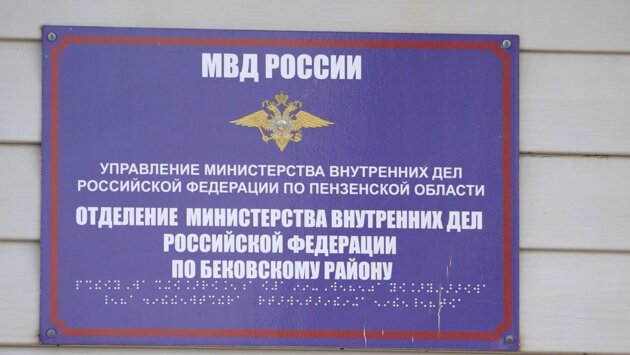 МВД РОССИИ
УПРАВЛЕНИЕ МИНИСТЕРСТВА ВНУТРЕННИХ ДЕЛ
РОССИЙСКОЙ ФЕДЕРАЦИИ ПО ПЕНЗЕНСКОЙ ОБЛАСТИ
ОТДЕЛЕНИЕ МИНИСТЕРСТВА ВНУТРЕННИХ ДЕЛ
РОССИЙСКОЙ ФЕДЕРАЦИИ
ПО БЕКОВСКОМУ РАЙОНУ